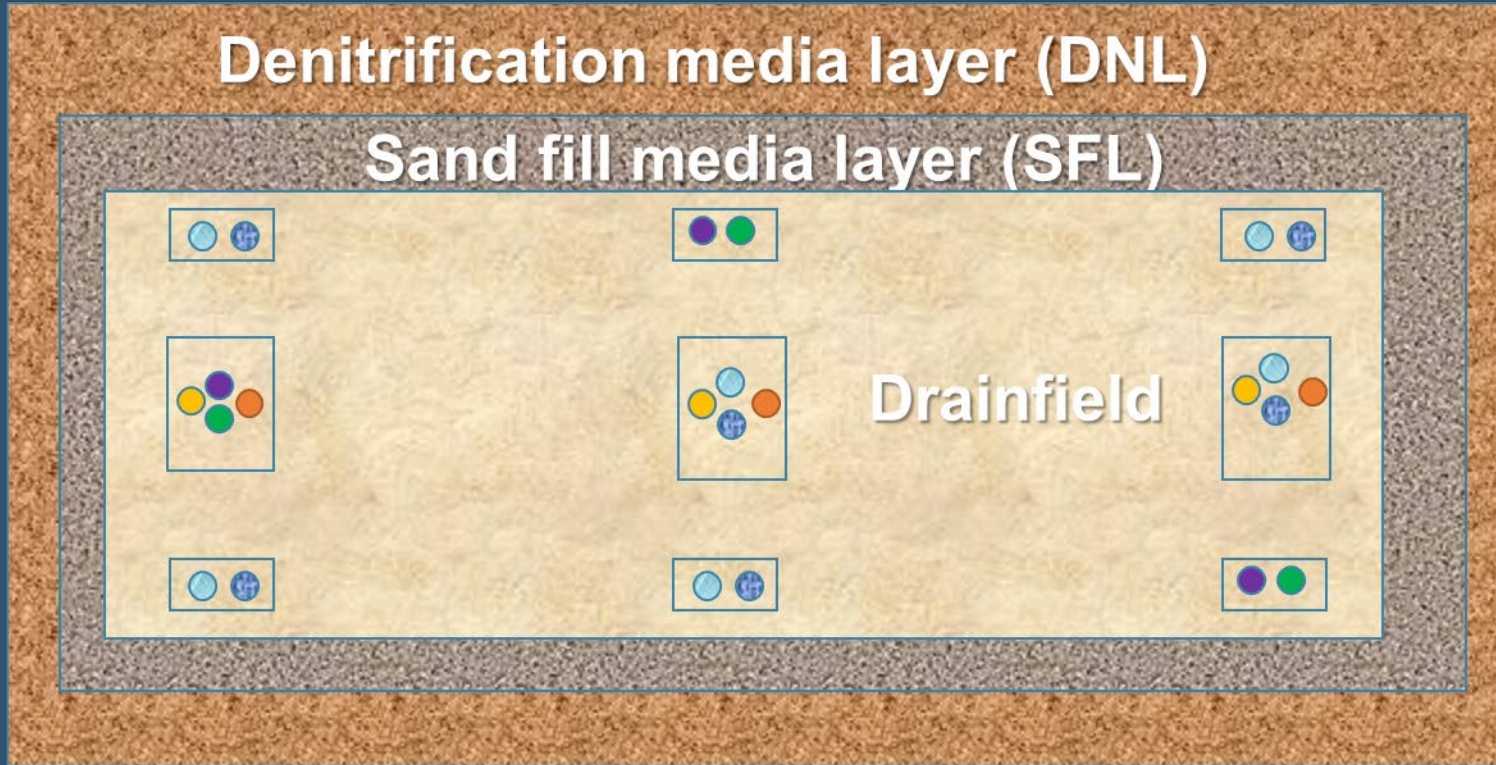 Denitrification media layer (DNL)
Sand fill media layer (SFL)
Drainfield